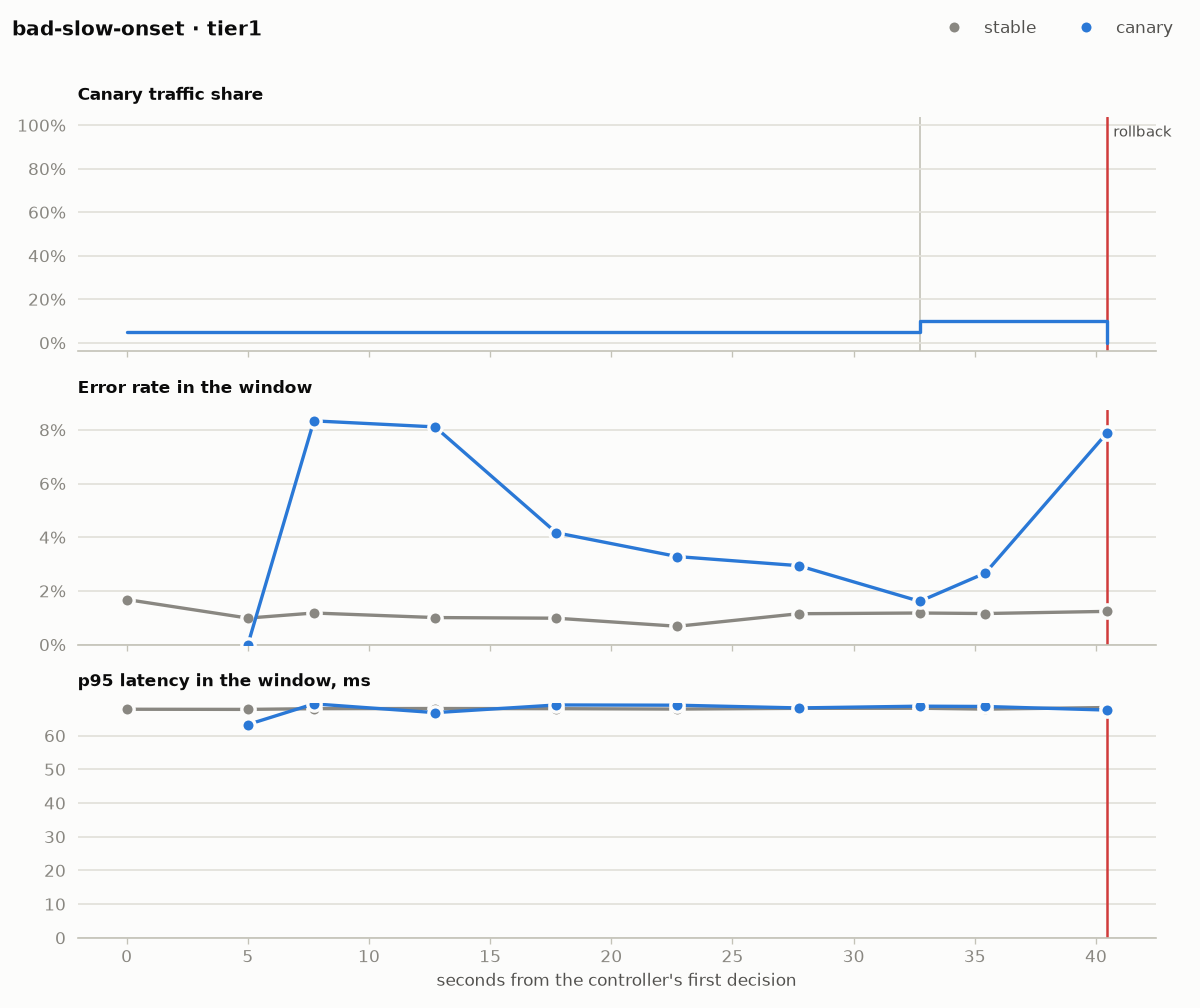 bad-slow-onset · tier1
stable
canary
Canary traffic share
100%
rollback
80%
60%
40%
20%
0%
Error rate in the window
8%
6%
4%
2%
0%
p95 latency in the window, ms
60
50
40
30
20
10
0
0 5 10 15 20 25 30 35 40
seconds from the controller's first decision